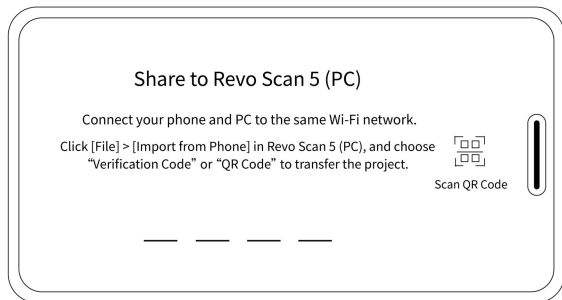 Share to Revo Scan 5 (PC)
Connect your phone and PC to the same Wi-Fi network.
Click [File] > [Import from Phone] in Revo Scan 5 (PC), and choose
“Verification Code” or “QR Code” to transfer the project.
Scan QR Code